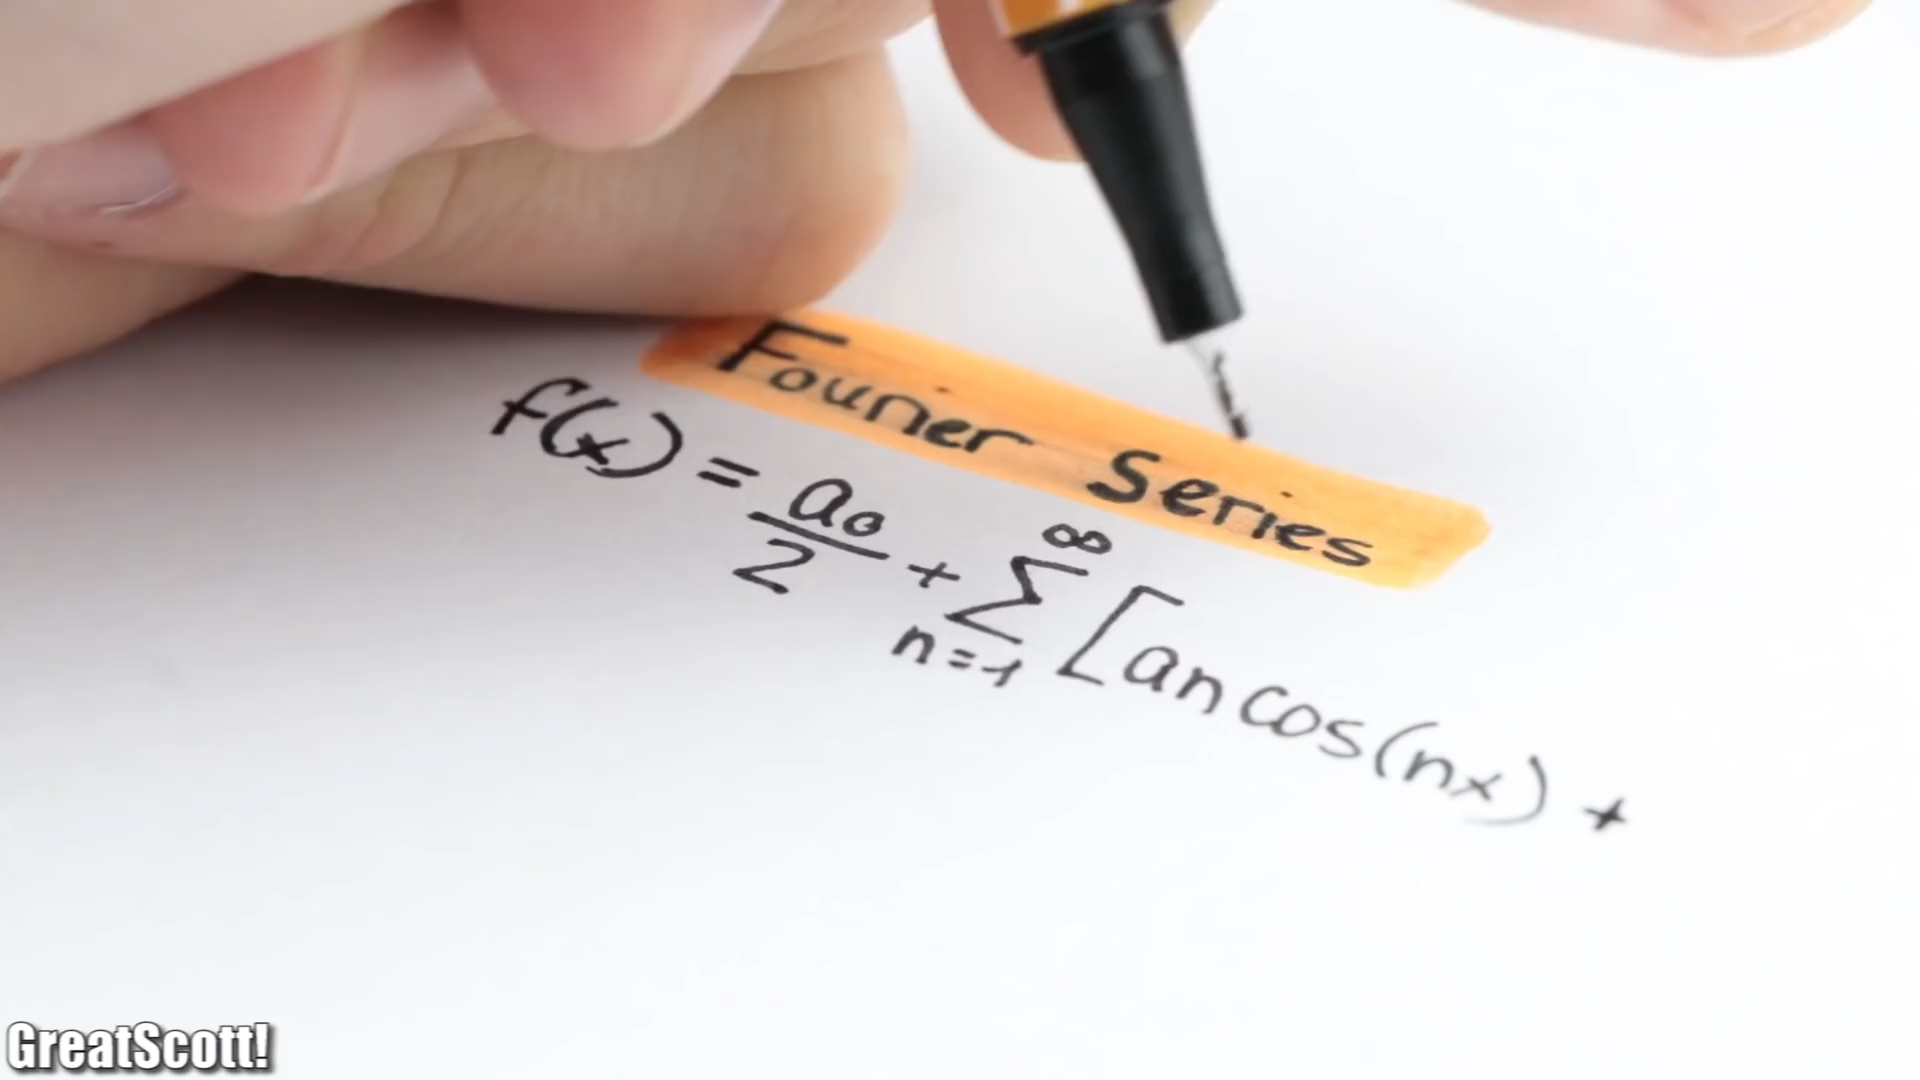 Fourier Series
f(x) = a₀/2 + ∑ₙ₌₁^∞ [an cos(nx) +
GreatScott!